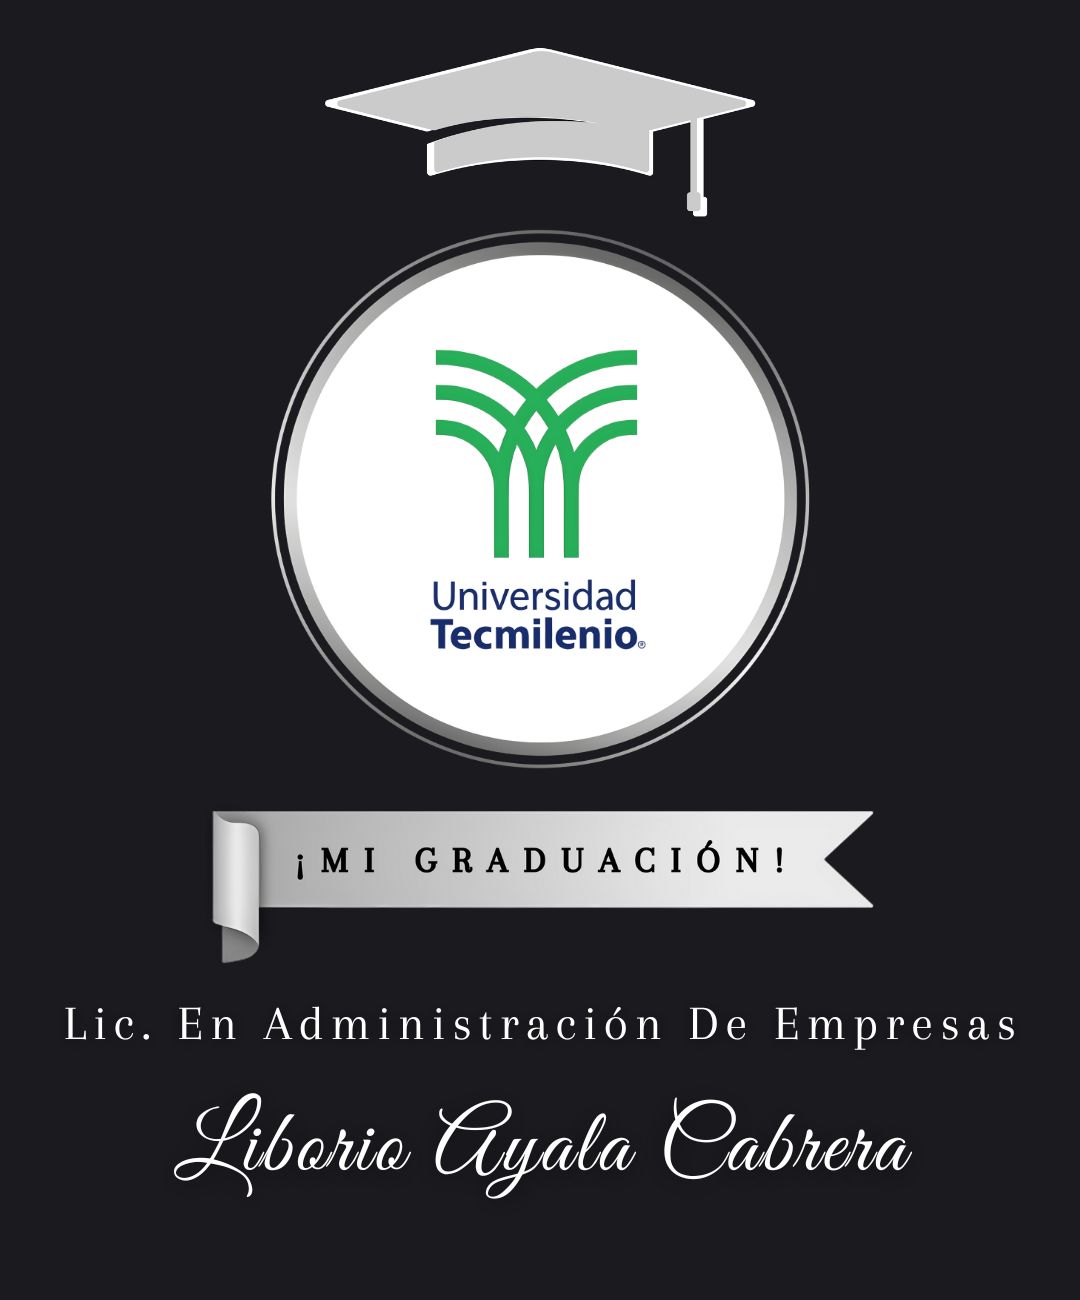 Universidad
Tecmilenio®
¡MI GRADUACIÓN!
Lic. En Administración De Empresas
Liborio Ayala Cabrera